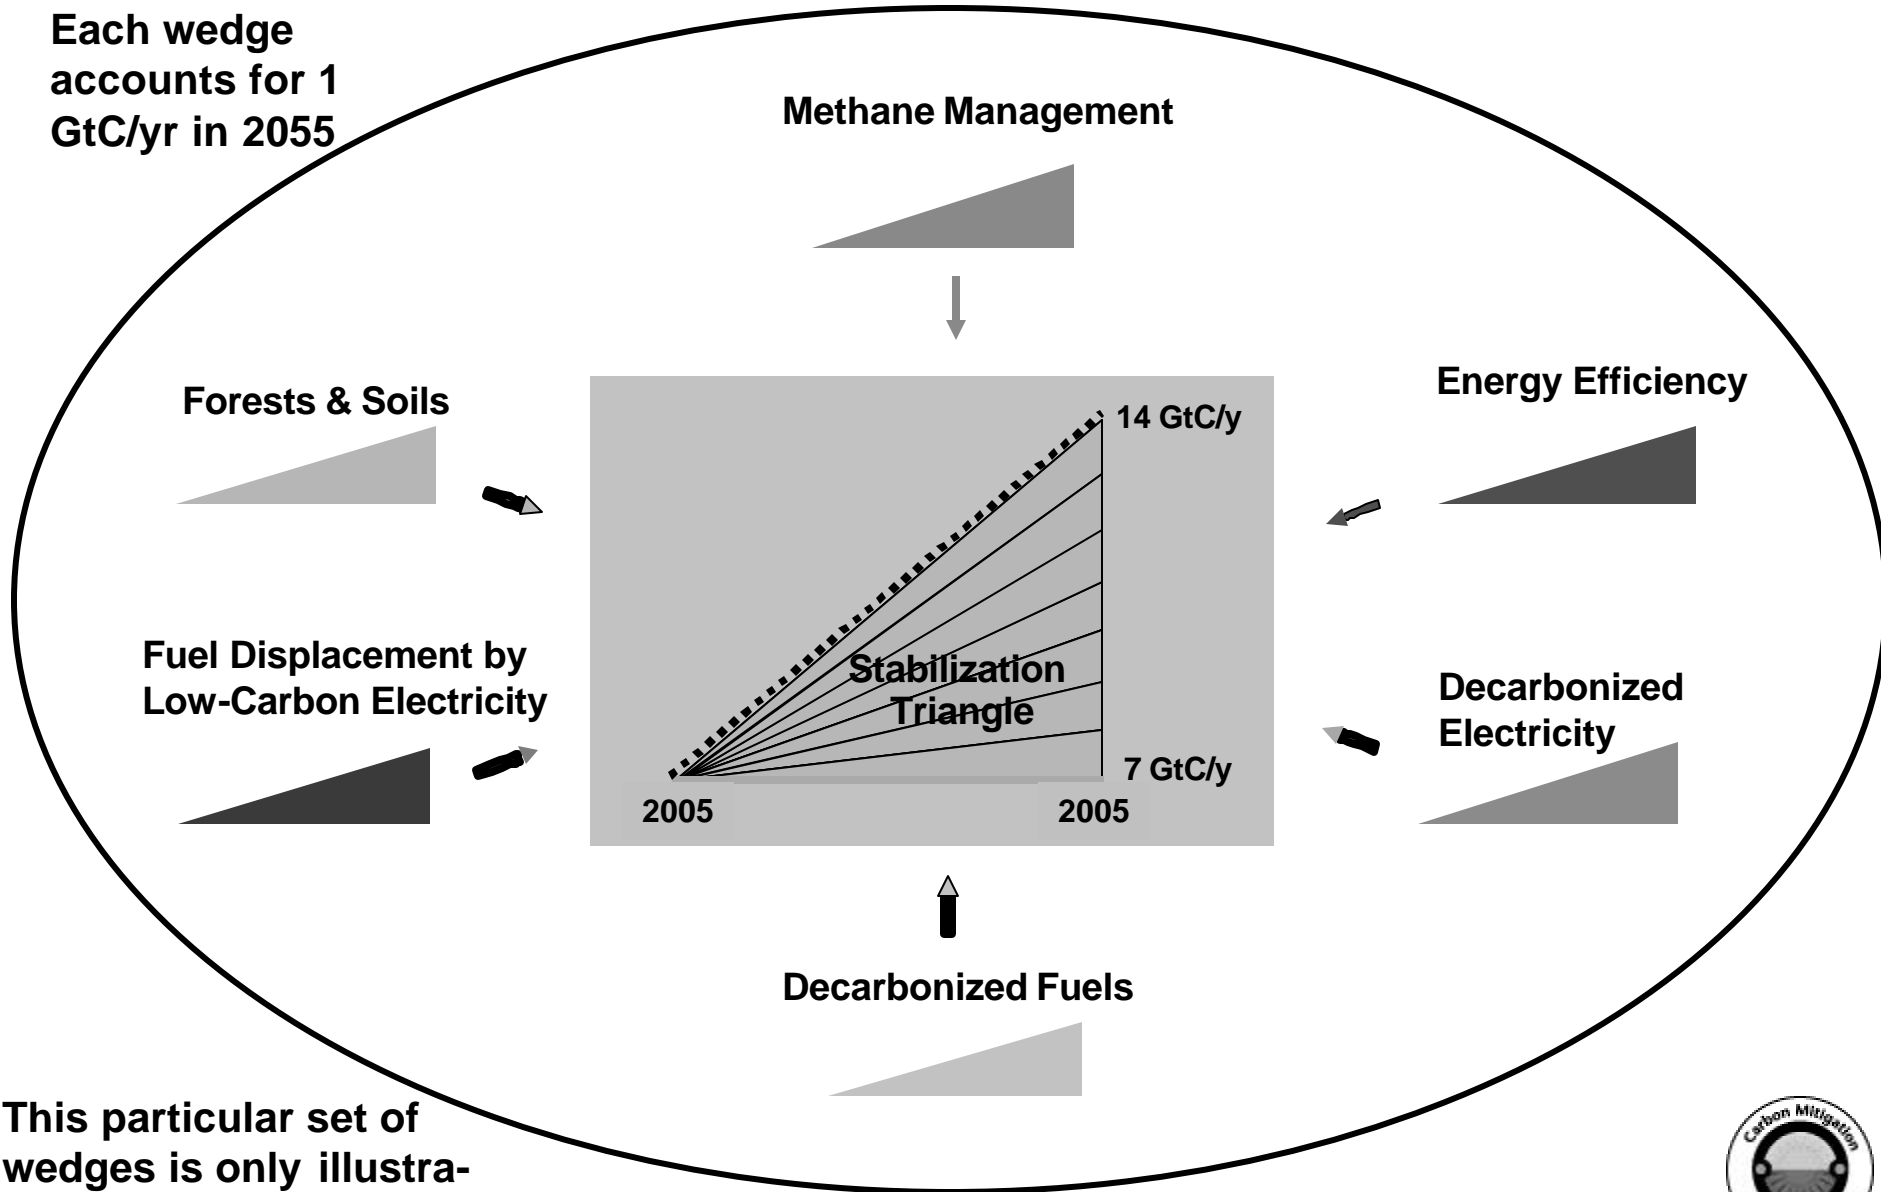 Each wedge
accounts for 1
GtC/yr in 2055
Methane Management
Forests & Soils
Energy Efficiency
14 GtC/y
Fuel Displacement by
Low-Carbon Electricity
Stabilization
Triangle
Decarbonized
Electricity
7 GtC/y
2005
2005
Decarbonized Fuels
This particular set of
wedges is only illustra-
Carbon Mitigation